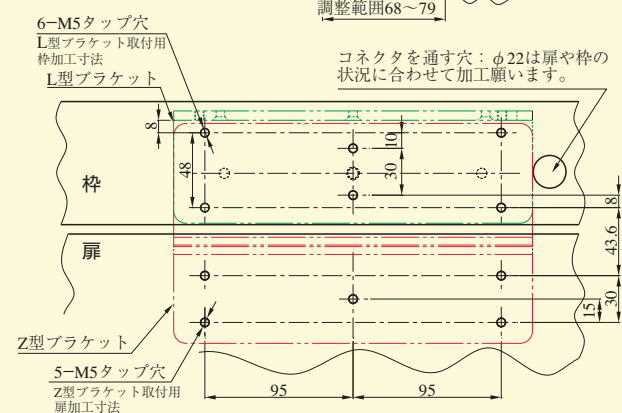 調整範囲68〜79
6−M5タップ穴
L型ブラケット取付用
枠加工寸法
L型ブラケット
コネクタを通す穴：φ22は扉や枠の
状況に合わせて加工願います。
8
10
48
30
枠
8
43.6
扉
30
15
Z型ブラケット
5−M5タップ穴
Z型ブラケット取付用
扉加工寸法
95
95